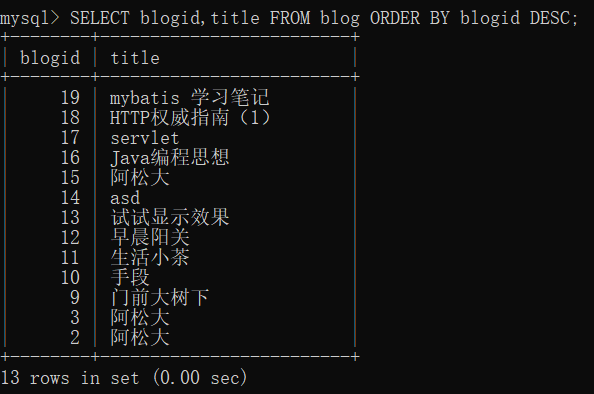 mysql> SELECT blogid,title FROM blog ORDER BY blogid DESC;
+--------+-------------------------+
| blogid | title                   |
+--------+-------------------------+
|     19 | mybatis 学习笔记        |
|     18 | HTTP权威指南（1）       |
|     17 | servlet                 |
|     16 | Java编程思想            |
|     15 | 阿松大                  |
|     14 | asd                     |
|     13 | 试试显示效果            |
|     12 | 早晨阳关                |
|     11 | 生活小茶                |
|     10 | 手段                    |
|      9 | 门前大树下              |
|      3 | 阿松大                  |
|      2 | 阿松大                  |
+--------+-------------------------+
13 rows in set (0.00 sec)